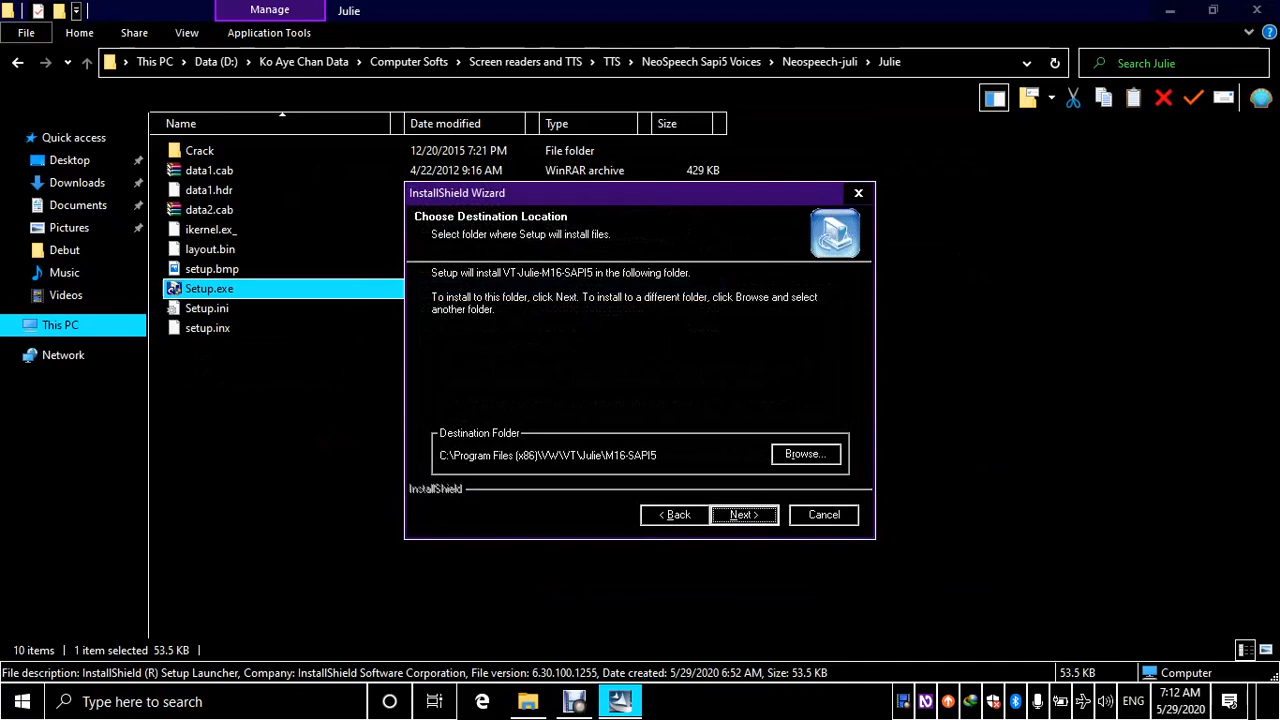 Manage
Julie
File
Home
Share
View
Application Tools
This PC
Data (D:)
Ko Aye Chan Data
Computer Softs
Screen readers and TTS
TTS
NeoSpeech Sapi5 Voices
Neospeech-juli
Julie
Search Julie
Name
Date modified
Type
Size
Quick access
Desktop
Downloads
Documents
Pictures
Debut
Music
Videos
This PC
Network
Crack 12/20/2015 7:21 PM File folder
data1.cab 4/22/2012 9:16 AM WinRAR archive 429 KB
data1.hdr
data2.cab
ikernel.ex_
layout.bin
setup.bmp
Setup.exe
Setup.ini
setup.inx
InstallShield Wizard
Choose Destination Location
Select folder where Setup will install files.
Setup will install VT-Julie-M16-SAPI5 in the following folder.
To install to this folder, click Next. To install to a different folder, click Browse and select
another folder.
Destination Folder
C:\Program Files (x86)\VW\VT\Julie\M16-SAPI5
Browse...
InstallShield
< Back
Next >
Cancel
10 items
1 item selected 53.5 KB
File description: InstallShield (R) Setup Launcher, Company: InstallShield Software Corporation, File version: 6.30.100.1255, Date created: 5/29/2020 6:52 AM, Size: 53.5 KB
53.5 KB
Computer
Type here to search
ENG
7:12 AM
5/29/2020